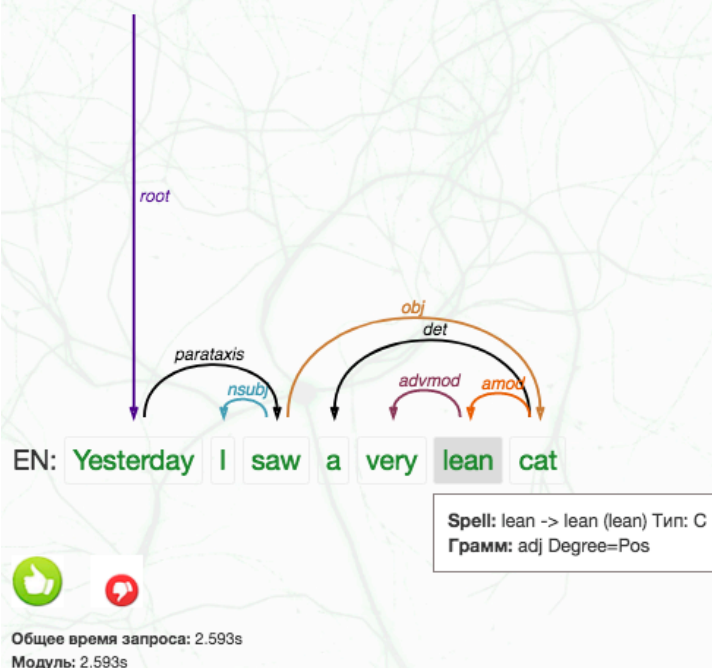 root
obj
det
parataxis
advmod
amod
nsubj
EN: Yesterday I saw a very lean cat
Spell: lean -> lean (lean) Тип: C
Грамм: adj Degree=Pos
Общее время запроса: 2.593s
Модуль: 2.593s